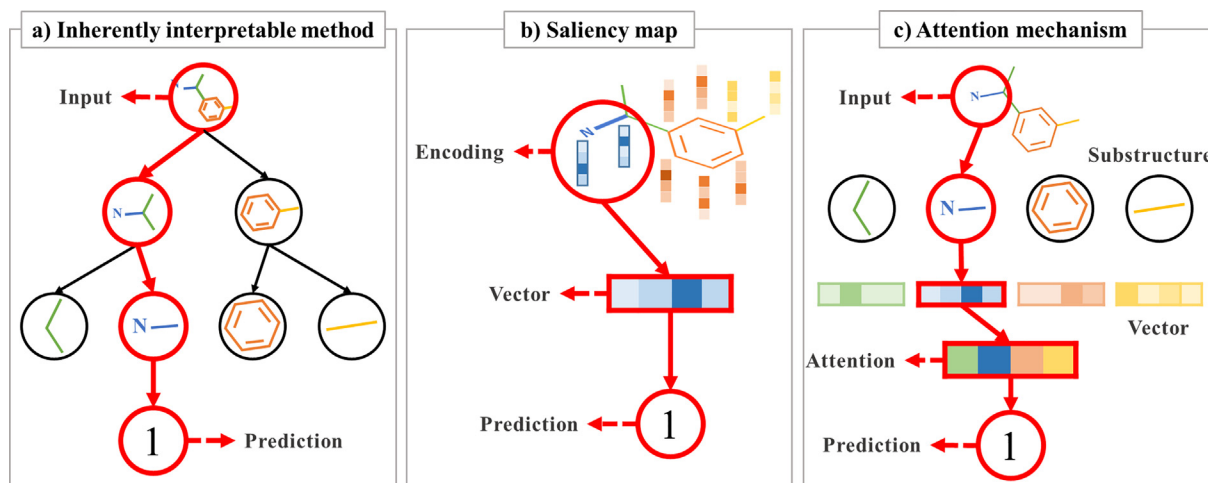 a) Inherently interpretable method
Input
N
N
N
1
Prediction
b) Saliency map
Encoding
N
Vector
Prediction
1
c) Attention mechanism
Input
N
Substructure
N
Vector
Attention
Prediction
1